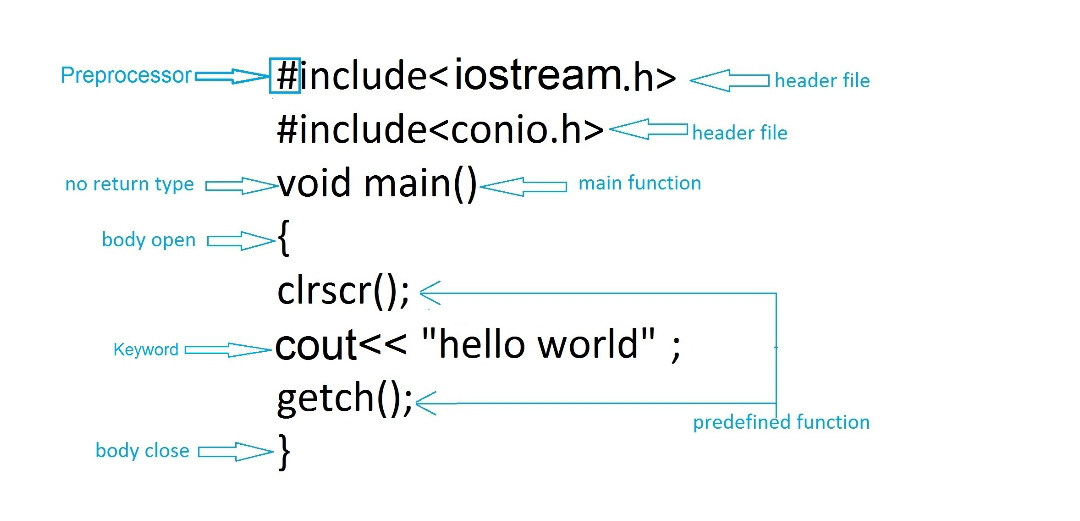 Preprocessor #include<iostream.h> header file
#include<conio.h> header file
no return type void main() main function
body open {
clrscr();
Keyword cout<< "hello world" ;
getch();
predefined function
body close }